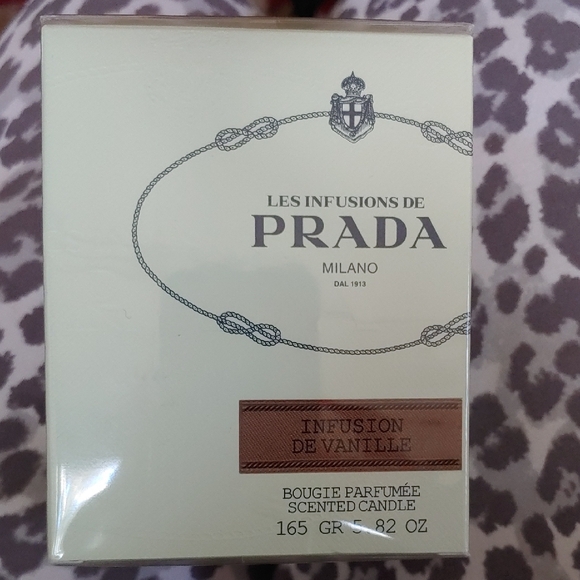 LES INFUSIONS DE
PRADA
MILANO
DAL 1913
INFUSION
DE VANILLE
BOUGIE PARFUMÉE
SCENTED CANDLE
165 GR 5.82 OZ